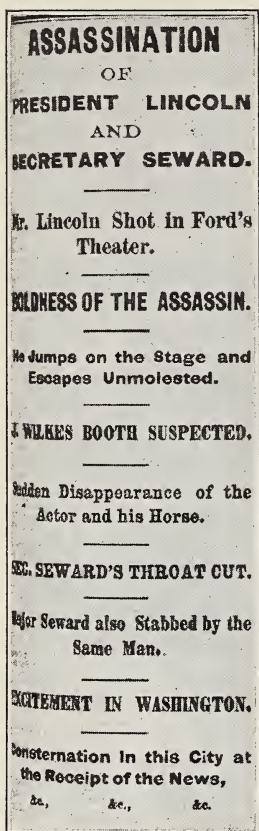 ASSASSINATION
OF
PRESIDENT LINCOLN
AND
SECRETARY SEWARD.
Mr. Lincoln Shot in Ford's
Theater.
BOLDNESS OF THE ASSASSIN.
He Jumps on the Stage and
Escapes Unmolested.
J. WILKES BOOTH SUSPECTED.
Sudden Disappearance of the
Actor and his Horse.
SEC. SEWARD'S THROAT CUT.
Major Seward also Stabbed by the
Same Man.
EXCITEMENT IN WASHINGTON.
Consternation in this City at
the Receipt of the News,
&c., &c., &c.